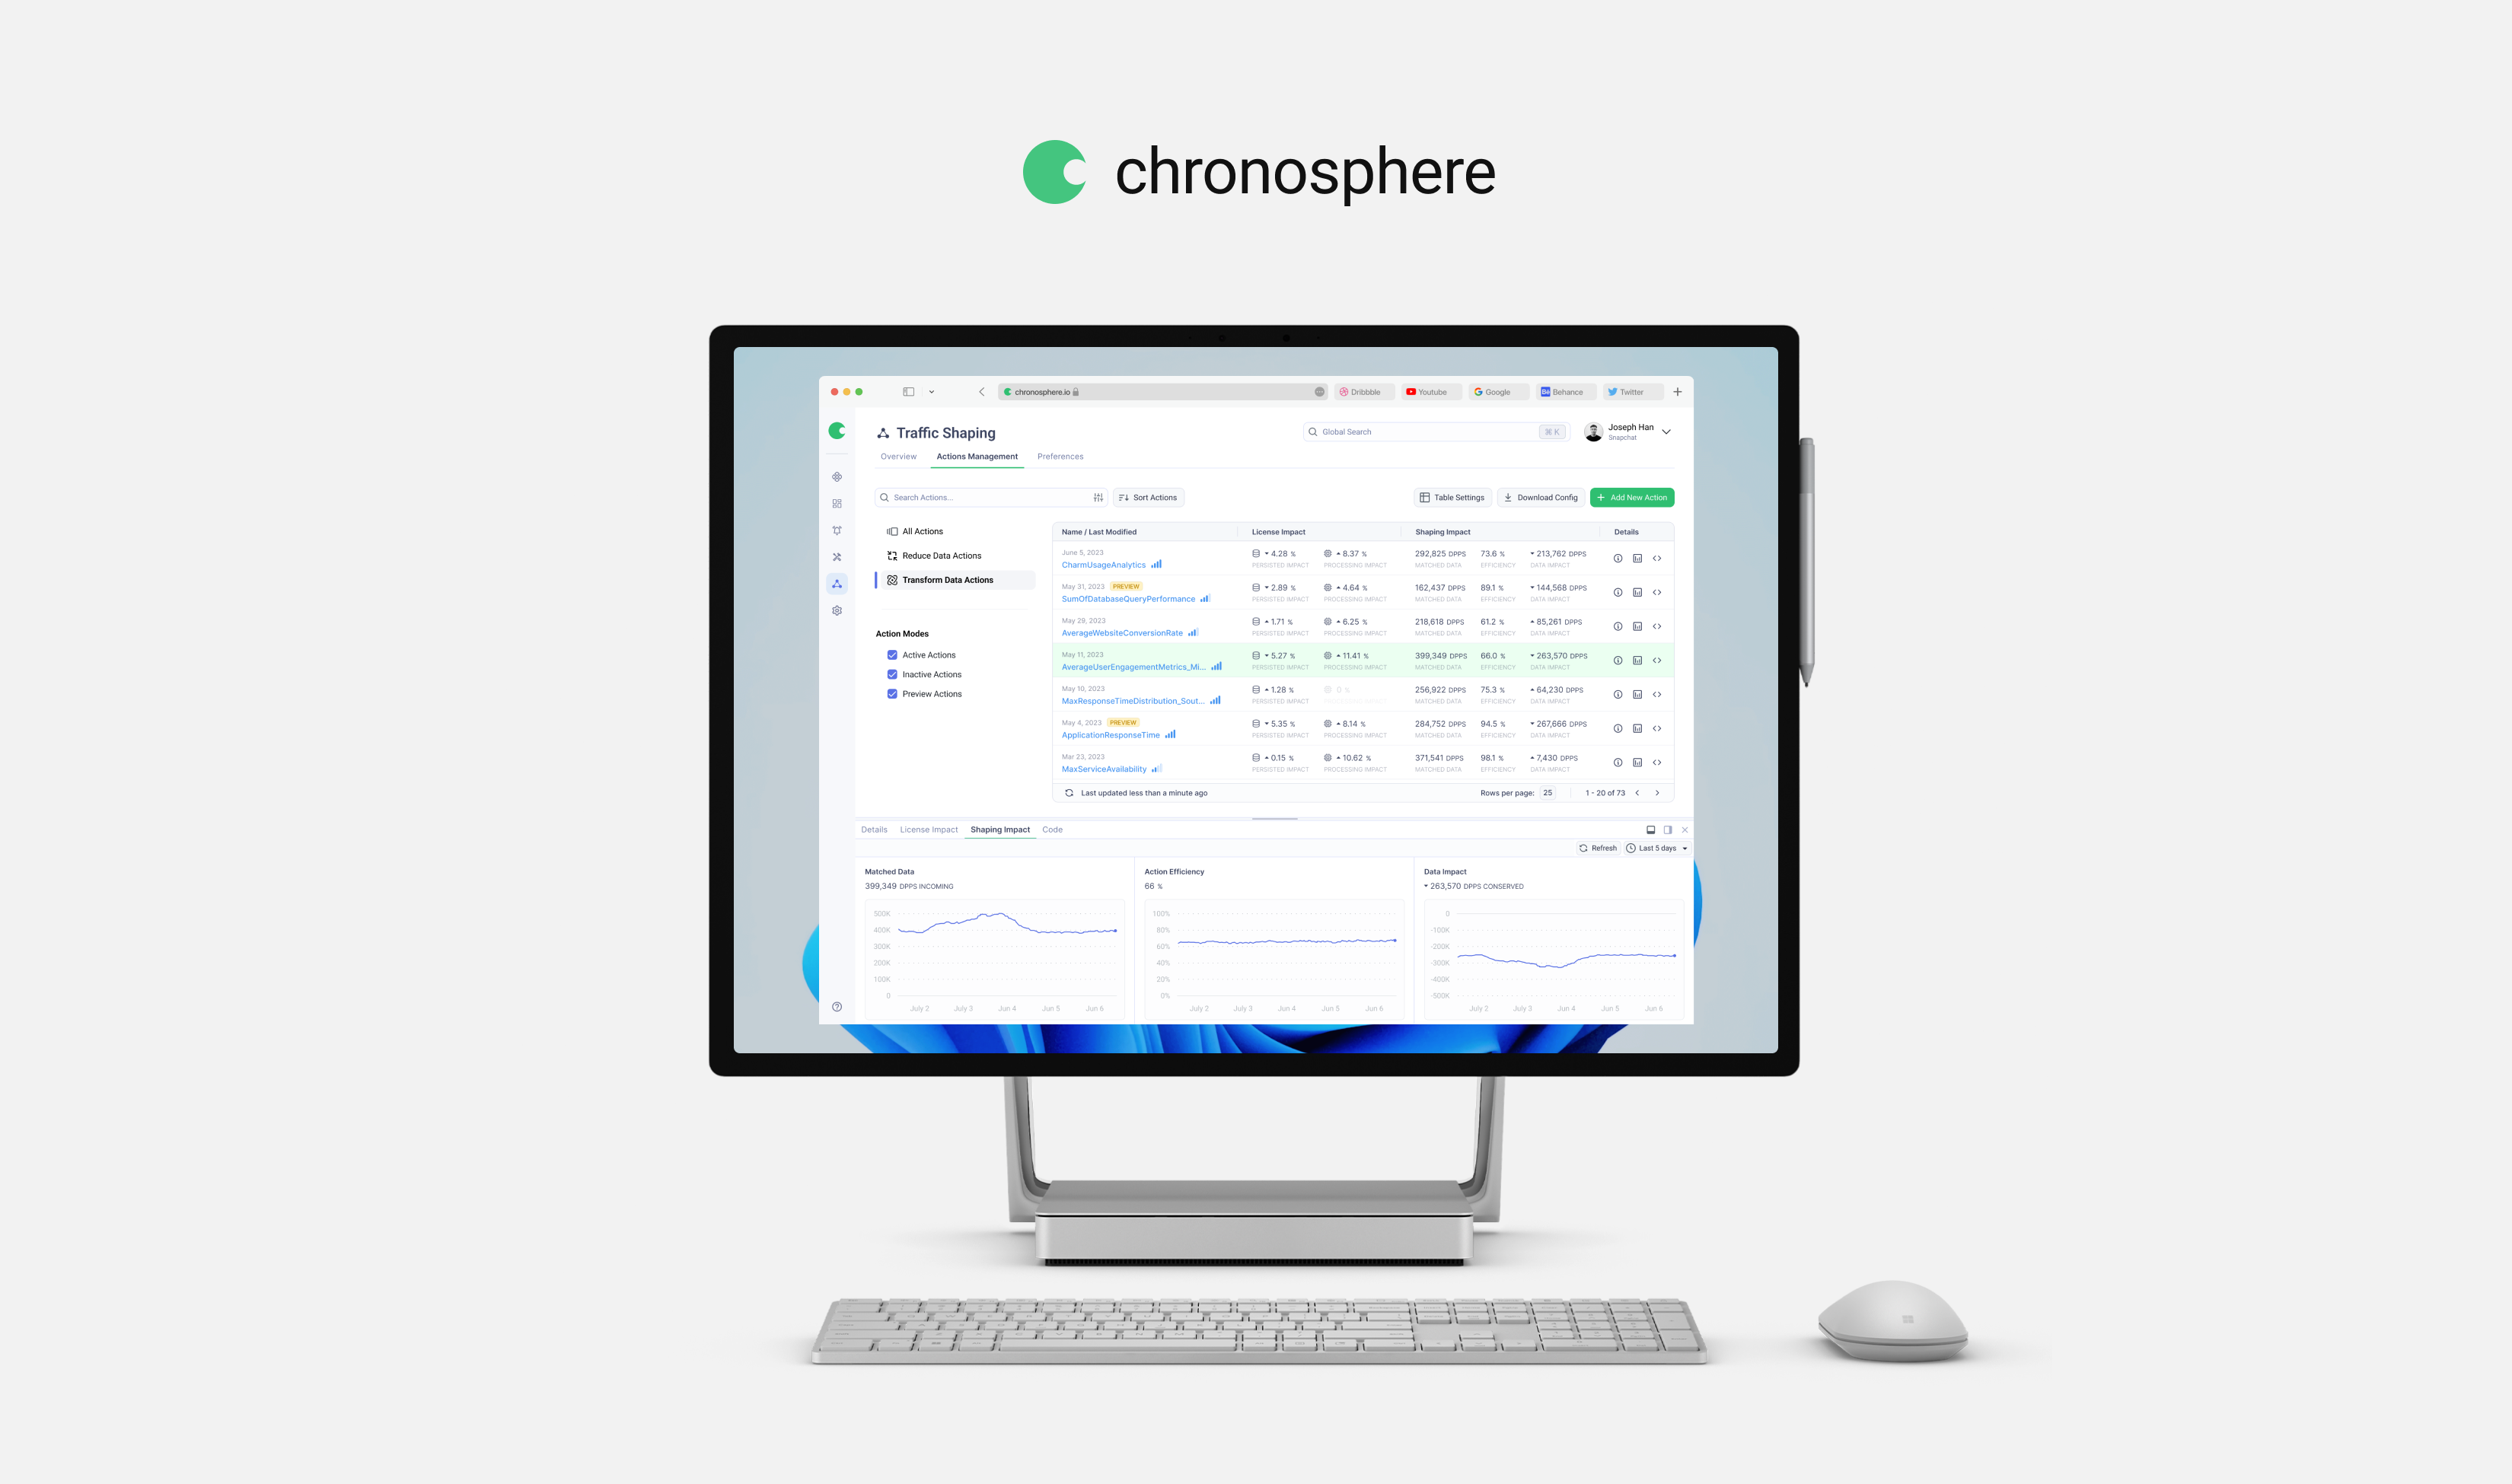 chronosphere
chronosphere.io
Dribbble
Youtube
Google
Behance
Twitter
Traffic Shaping
Global Search
⌘ K
Joseph Han
Snapchat
Overview
Actions Management
Preferences
Search Actions...
Sort Actions
Table Settings
Download Config
Add New Action
All Actions
Reduce Data Actions
Transform Data Actions
Action Modes
Active Actions
Inactive Actions
Preview Actions
Name / Last Modified
License Impact
Shaping Impact
Details
June 5, 2023
CharmUsageAnalytics
4.28 %
PERSISTED IMPACT
8.37 %
PROCESSING IMPACT
292,825 DPPS
MATCHED DATA
73.6 %
EFFICIENCY
213,762 DPPS
DATA IMPACT
May 31, 2023 PREVIEW
SumOfDatabaseQueryPerformance
2.89 %
PERSISTED IMPACT
4.64 %
PROCESSING IMPACT
162,437 DPPS
MATCHED DATA
89.1 %
EFFICIENCY
144,568 DPPS
DATA IMPACT
May 29, 2023
AverageWebsiteConversionRate
1.71 %
PERSISTED IMPACT
6.25 %
PROCESSING IMPACT
218,618 DPPS
MATCHED DATA
61.2 %
EFFICIENCY
85,261 DPPS
DATA IMPACT
May 11, 2023
AverageUserEngagementMetrics_Mi...
5.27 %
PERSISTED IMPACT
11.41 %
PROCESSING IMPACT
399,349 DPPS
MATCHED DATA
66.0 %
EFFICIENCY
263,570 DPPS
DATA IMPACT
May 10, 2023
MaxResponseTimeDistribution_Sout...
1.28 %
PERSISTED IMPACT
0 %
PROCESSING IMPACT
256,922 DPPS
MATCHED DATA
75.3 %
EFFICIENCY
64,230 DPPS
DATA IMPACT
May 4, 2023 PREVIEW
ApplicationResponseTime
5.35 %
PERSISTED IMPACT
8.14 %
PROCESSING IMPACT
284,752 DPPS
MATCHED DATA
94.5 %
EFFICIENCY
267,666 DPPS
DATA IMPACT
Mar 23, 2023
MaxServiceAvailability
0.15 %
PERSISTED IMPACT
10.62 %
PROCESSING IMPACT
371,541 DPPS
MATCHED DATA
98.1 %
EFFICIENCY
7,430 DPPS
DATA IMPACT
Last updated less than a minute ago
Rows per page: 25
1 - 20 of 73
Details
License Impact
Shaping Impact
Code
Refresh
Last 5 days
Matched Data
399,349 DPPS INCOMING
500K
400K
300K
200K
100K
0
July 2
July 3
Jun 4
Jun 5
Jun 6
Action Efficiency
66 %
100%
80%
60%
40%
20%
0%
July 2
July 3
Jun 4
Jun 5
Jun 6
Data Impact
263,570 DPPS CONSERVED
0
-100K
-200K
-300K
-400K
-500K
July 2
July 3
Jun 4
Jun 5
Jun 6